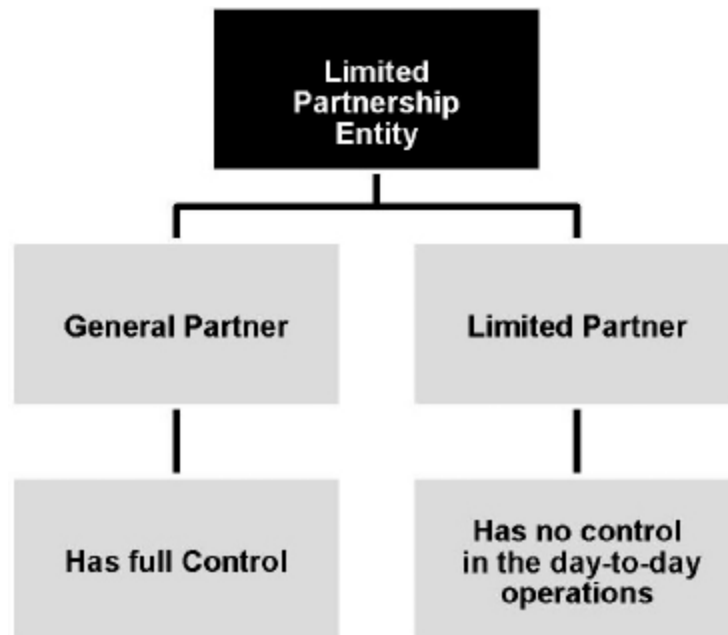 Limited
Partnership
Entity
General Partner
Limited Partner
Has full Control
Has no control
in the day-to-day
operations